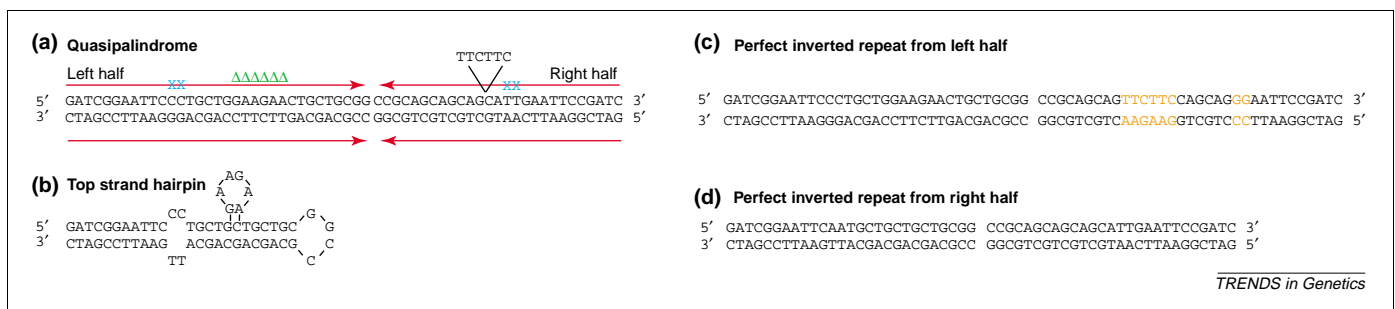 (a) Quasipalindrome
TTCTTC
Left half XX ΔΔΔΔΔΔ XX Right half
5′ GATCGGAATTCCCTGCTGGAAGAACTGCTGCGG CCGCAGCAGCAGCATTGAATTCCGATC 3′
3′ CTAGCCTTAAGGGACGACCTTCTTGACGACGCC GGCGTCGTCGTCGTAACTTAAGGCTAG 5′
(b) Top strand hairpin
AG
A A
GA
CC G
5′ GATCGGAATTC TGCTGCTGCTGC G
3′ CTAGCCTTAAG ACGACGACGACG C
TT C
(c) Perfect inverted repeat from left half
5′ GATCGGAATTCCCTGCTGGAAGAACTGCTGCGG CCGCAGCAGTTCTTCCAGCAGGGAATTCCGATC 3′
3′ CTAGCCTTAAGGGACGACCTTCTTGACGACGCC GGCGTCGTCAAGAAGGTCGTCCCTTAAGGCTAG 5′
(d) Perfect inverted repeat from right half
5′ GATCGGAATTCAATGCTGCTGCTGCGG CCGCAGCAGCAGCATTGAATTCCGATC 3′
3′ CTAGCCTTAAGTTACGACGACGACGCC GGCGTCGTCGTCGTAACTTAAGGCTAG 5′
TRENDS in Genetics